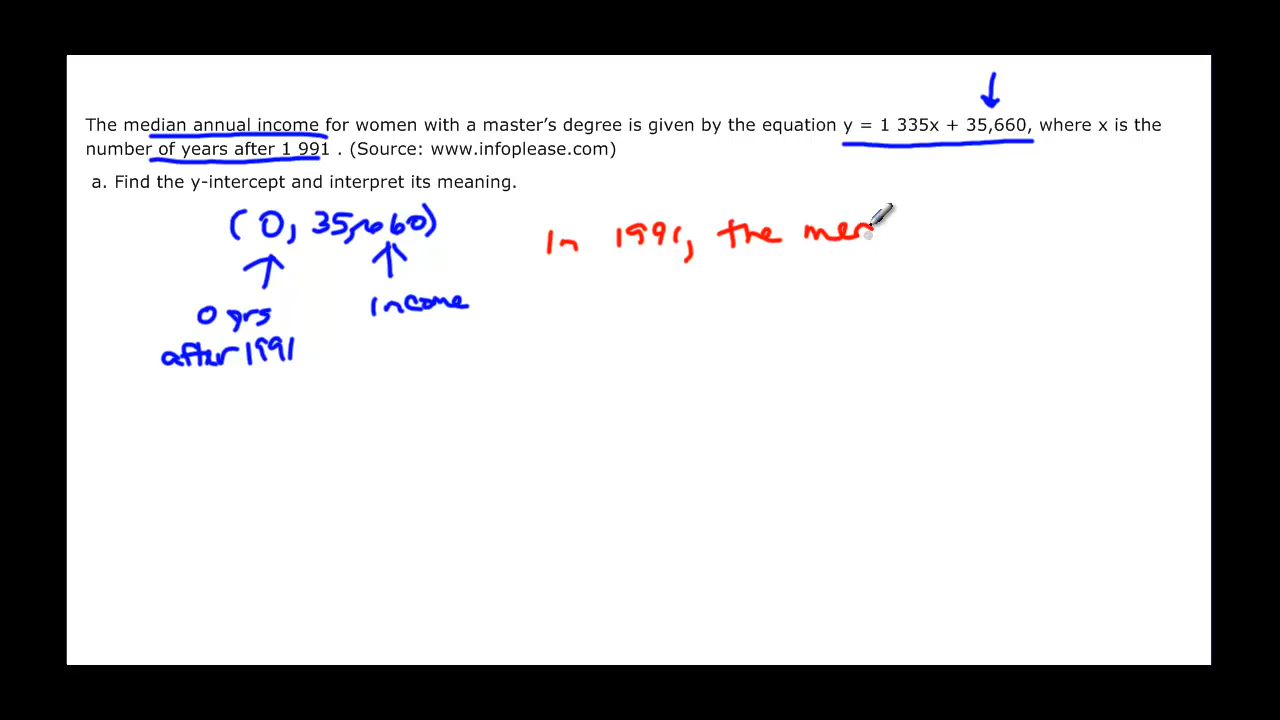 The median annual income for women with a master's degree is given by the equation y = 1 335x + 35,660, where x is the
number of years after 1 991 . (Source: www.infoplease.com)
a. Find the y-intercept and interpret its meaning.
(0, 35,660)
In 1991, the mer
0 yrs
after 1991
income